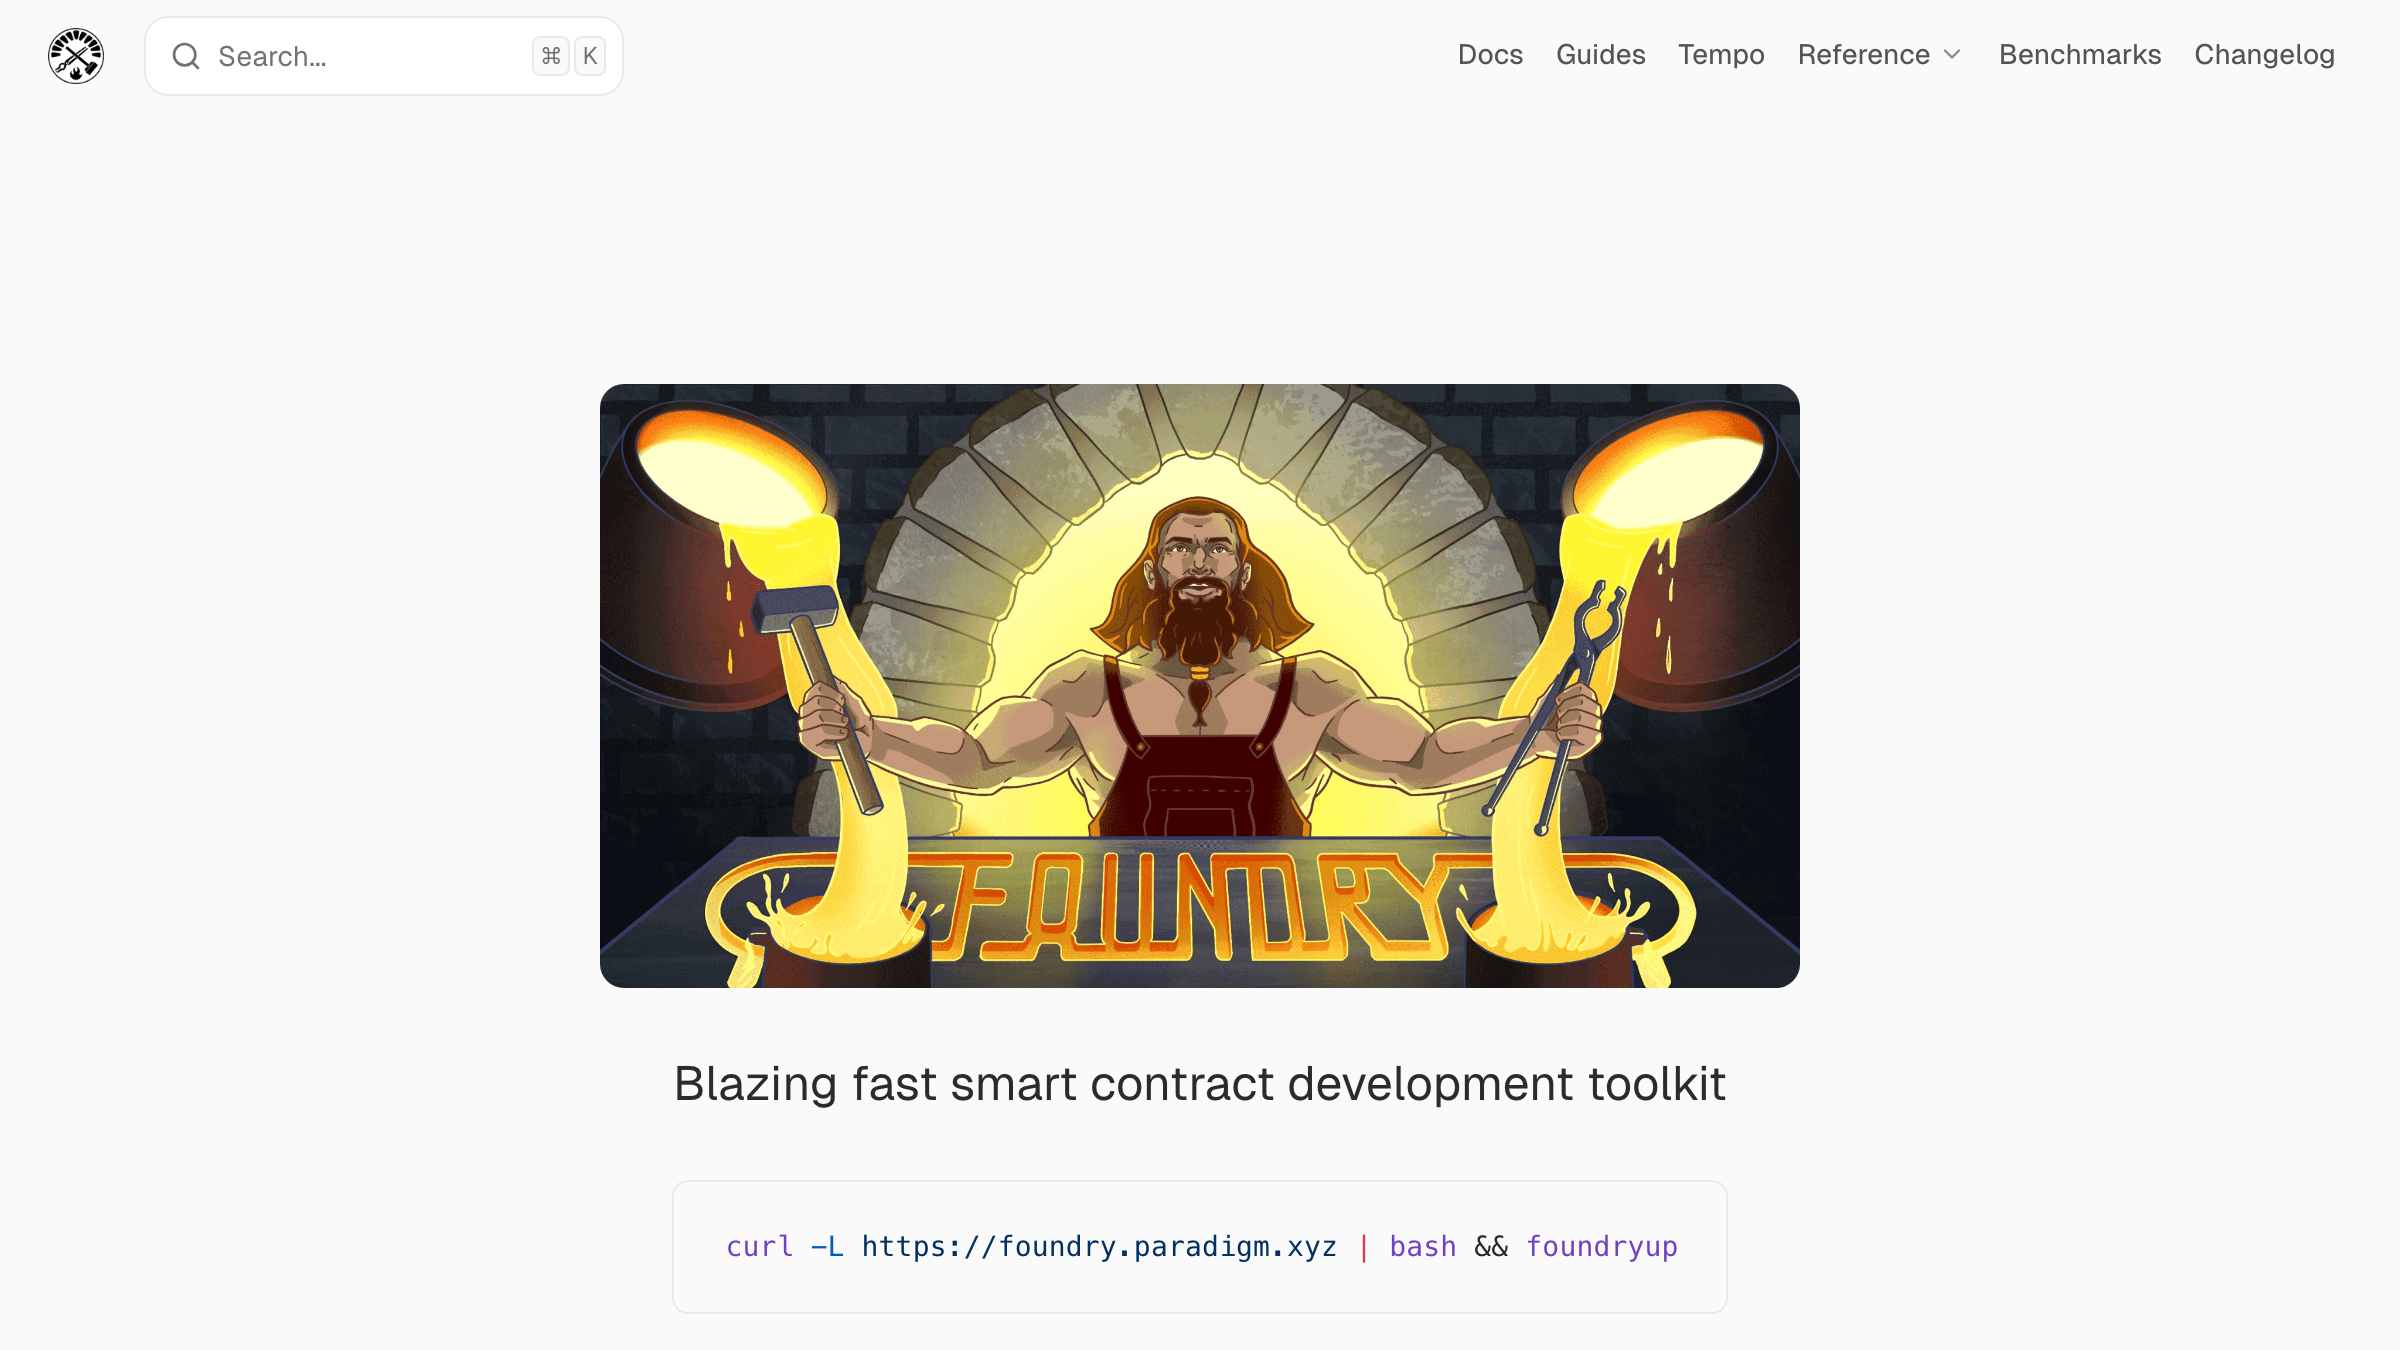 Search...
⌘ K
Docs Guides Tempo Reference Benchmarks Changelog
FOUNDRY
Blazing fast smart contract development toolkit
curl -L https://foundry.paradigm.xyz | bash && foundryup